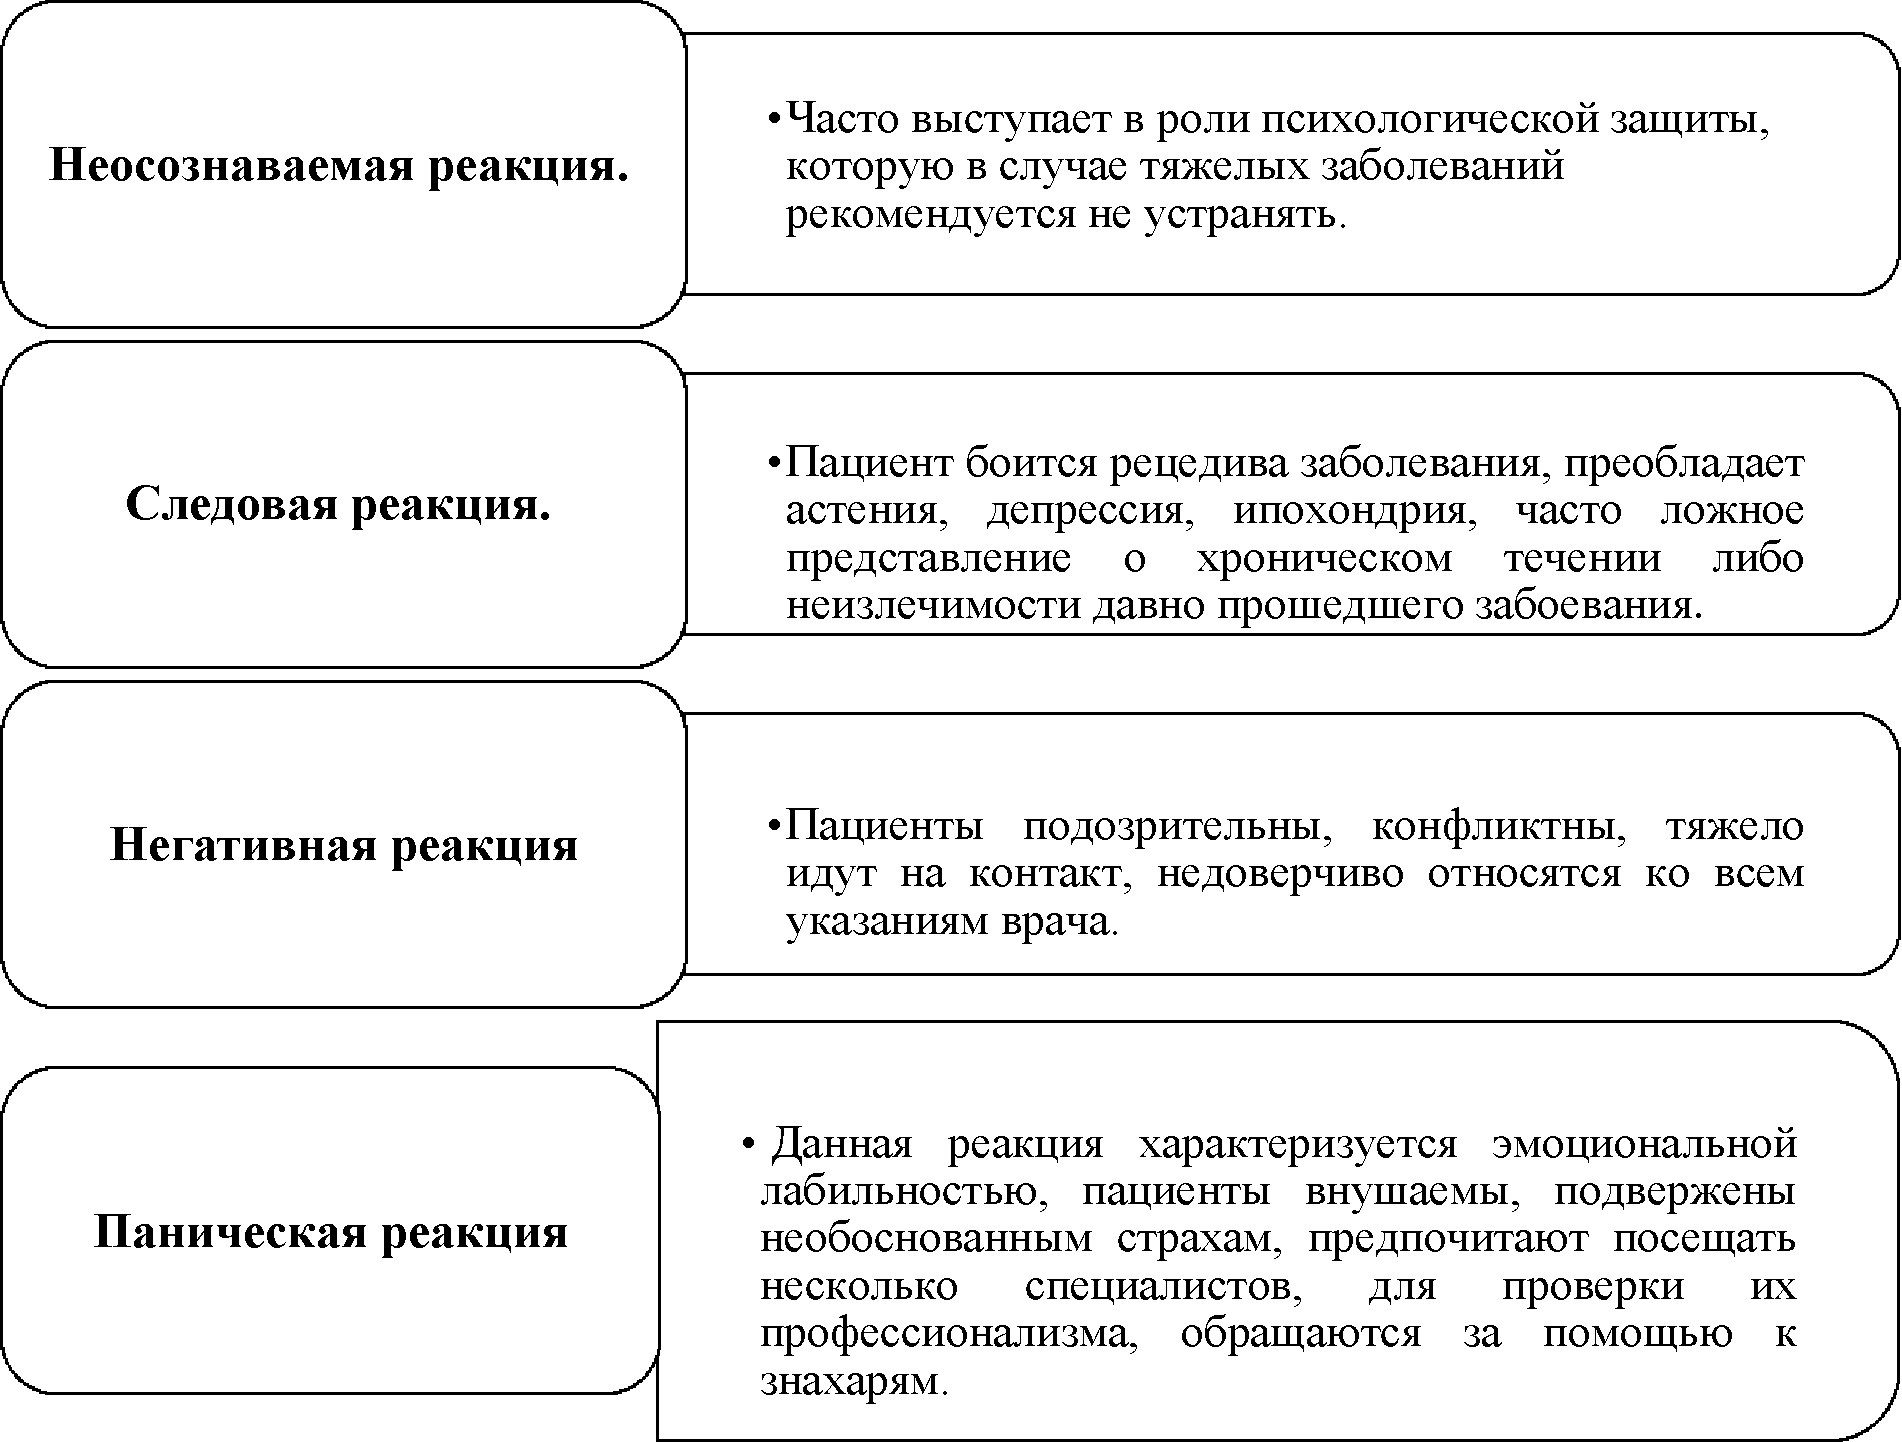 Неосознаваемая реакция.
•Часто выступает в роли психологической защиты,
которую в случае тяжелых заболеваний
рекомендуется не устранять.
Следовая реакция.
•Пациент боится рецедива заболевания, преобладает
астения, депрессия, ипохондрия, часто ложное
представление о хроническом течении либо
неизлечимости давно прошедшего забоевания.
Негативная реакция
•Пациенты подозрительны, конфликтны, тяжело
идут на контакт, недоверчиво относятся ко всем
указаниям врача.
Паническая реакция
• Данная реакция характеризуется эмоциональной
лабильностью, пациенты внушаемы, подвержены
необоснованным страхам, предпочитают посещать
несколько специалистов, для проверки их
профессионализма, обращаются за помощью к
знахарям.